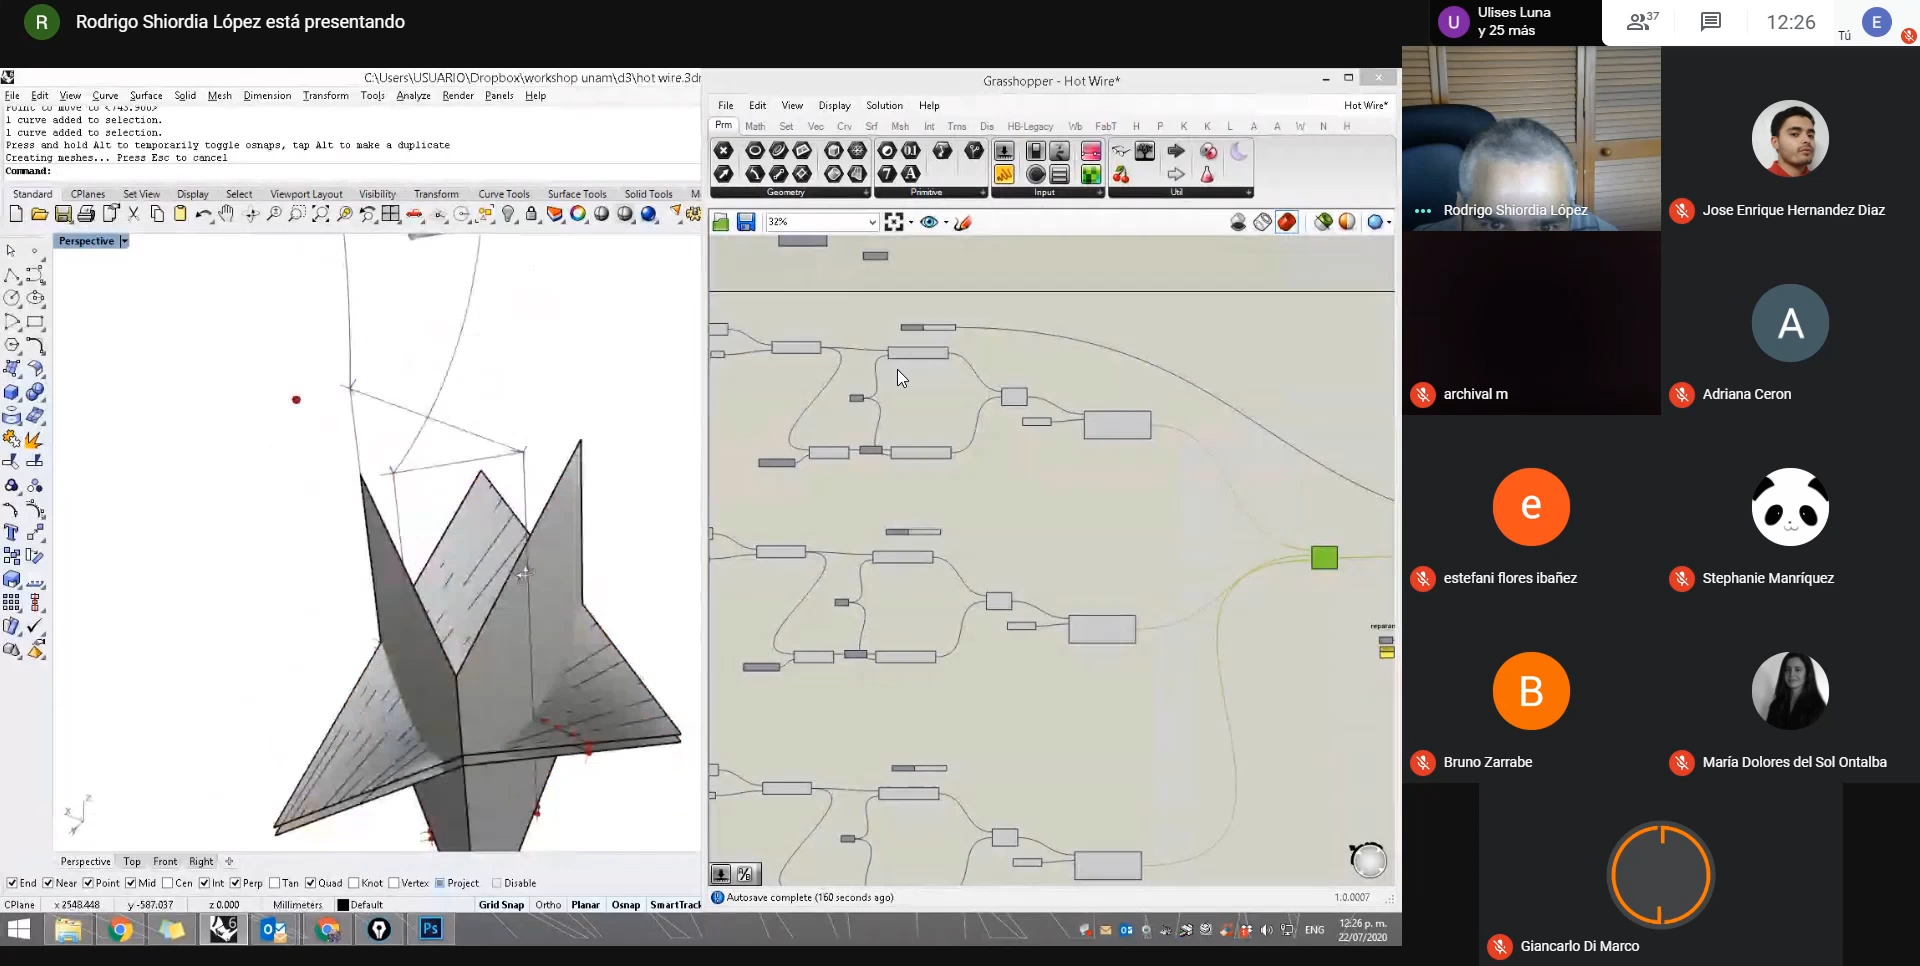 R Rodrigo Shiordia López está presentando
U Ulises Luna
y 25 más
37
12:26
Tú
E
C:\Users\USUARIO\Dropbox\workshop unam\d3\hot wire.3dr
File Edit View Curve Surface Solid Mesh Dimension Transform Tools Analyze Render Panels Help
Point to move to <743.900>
1 curve added to selection.
1 curve added to selection.
Press and hold Alt to temporarily toggle osnaps, tap Alt to make a duplicate
Creating meshes... Press Esc to cancel
Command:
Standard CPlanes Set View Display Select Viewport Layout Visibility Transform Curve Tools Surface Tools Solid Tools M
Perspective
z
x
y
Perspective Top Front Right
End Near Point Mid Cen Int Perp Tan Quad Knot Vertex Project Disable
CPlane x 2548.448 y -587.037 z 0.000 Millimeters Default Grid Snap Ortho Planar Osnap SmartTrack
Grasshopper - Hot Wire*
File Edit View Display Solution Help Hot Wire*
Prm Math Set Vec Crv Srf Msh Int Trns Dis HB-Legacy Wb FabT H P K K L A A W N H
Geometry Primitive Input Util
32%
Autosave complete (160 seconds ago)
1.0.0007
Ps
ENG
12:26 p. m.
22/07/2020
Rodrigo Shiordia López
Jose Enrique Hernandez Diaz
archival m
A
Adriana Ceron
e
estefani flores ibañez
Stephanie Manríquez
B
Bruno Zarrabe
María Dolores del Sol Ontalba
Giancarlo Di Marco